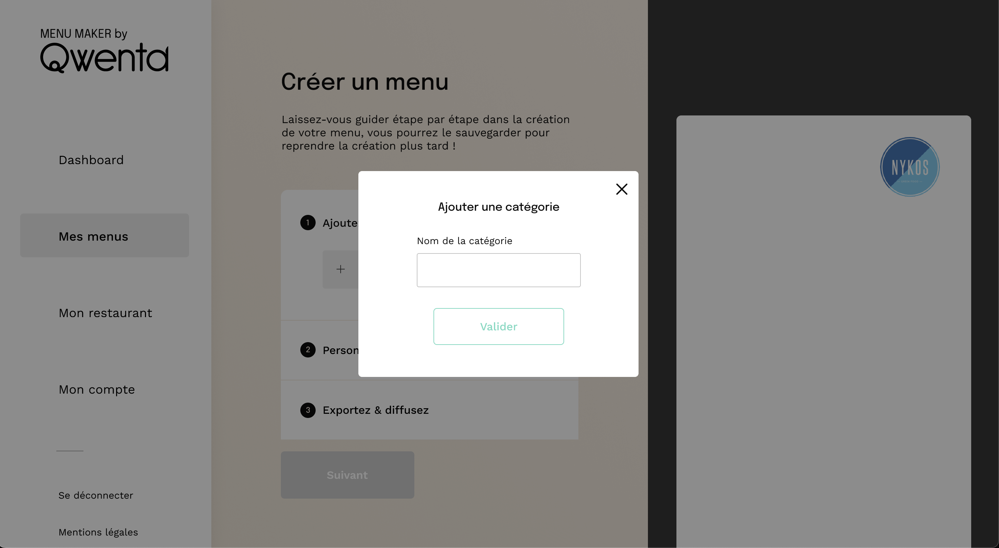 MENU MAKER by
Qwenta
Dashboard
Mes menus
Mon restaurant
Mon compte
Se déconnecter
Mentions légales
Créer un menu
Laissez-vous guider étape par étape dans la création
de votre menu, vous pourrez le sauvegarder pour
reprendre la création plus tard !
1 Ajoute
+
2 Person
3 Exportez & diffusez
Suivant
Ajouter une catégorie
Nom de la catégorie
Valider
NYKOS
— GREEK FOOD —